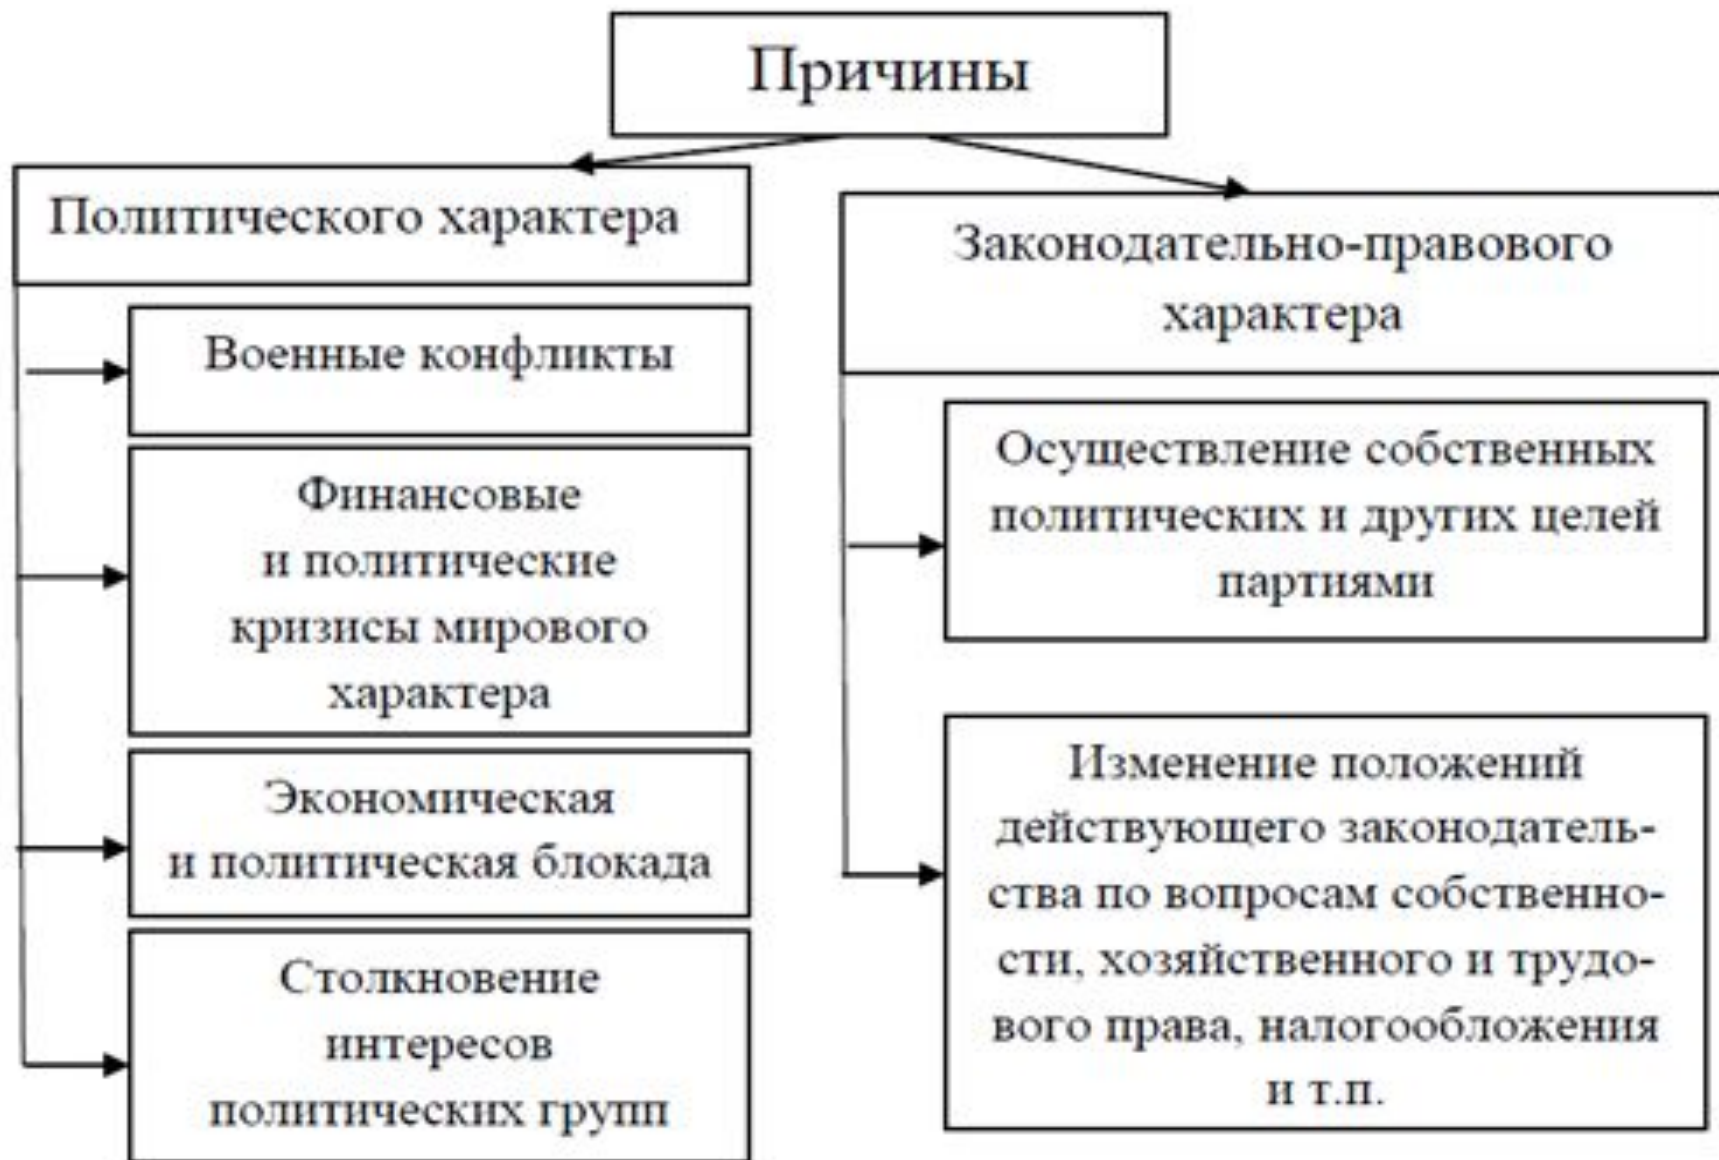 Причины
Политического характера
Военные конфликты
Финансовые
и политические
кризисы мирового
характера
Экономическая
и политическая блокада
Столкновение
интересов
политических групп
Законодательно-правового
характера
Осуществление собственных
политических и других целей
партиями
Изменение положений
действующего законодатель-
ства по вопросам собственно-
сти, хозяйственного и трудо-
вого права, налогообложения
и т.п.